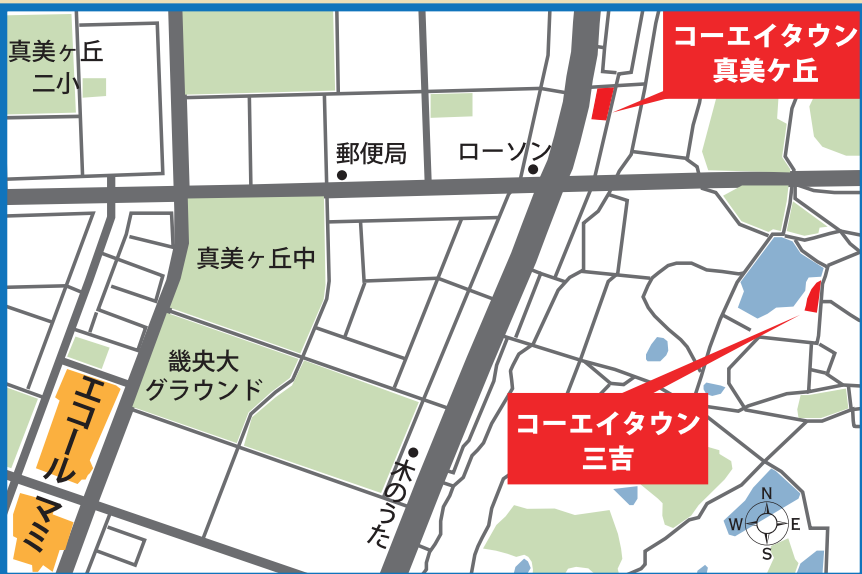 真美ヶ丘
二小
コーエイタウン
真美ケ丘
郵便局
ローソン
真美ヶ丘中
畿央大
グラウンド
エコール
マミ
木のうた
コーエイタウン
三吉
N
W
E
S